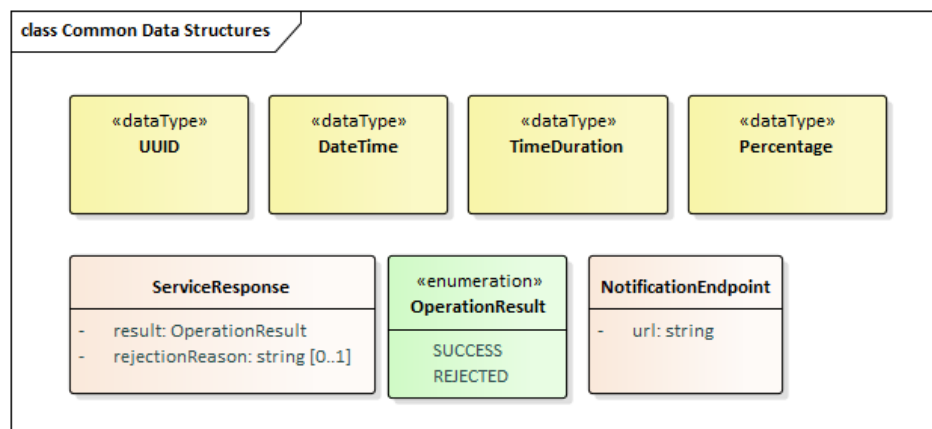 class Common Data Structures
«dataType»
UUID
«dataType»
DateTime
«dataType»
TimeDuration
«dataType»
Percentage
ServiceResponse
- result: OperationResult
- rejectionReason: string [0..1]
«enumeration»
OperationResult
SUCCESS
REJECTED
NotificationEndpoint
- url: string